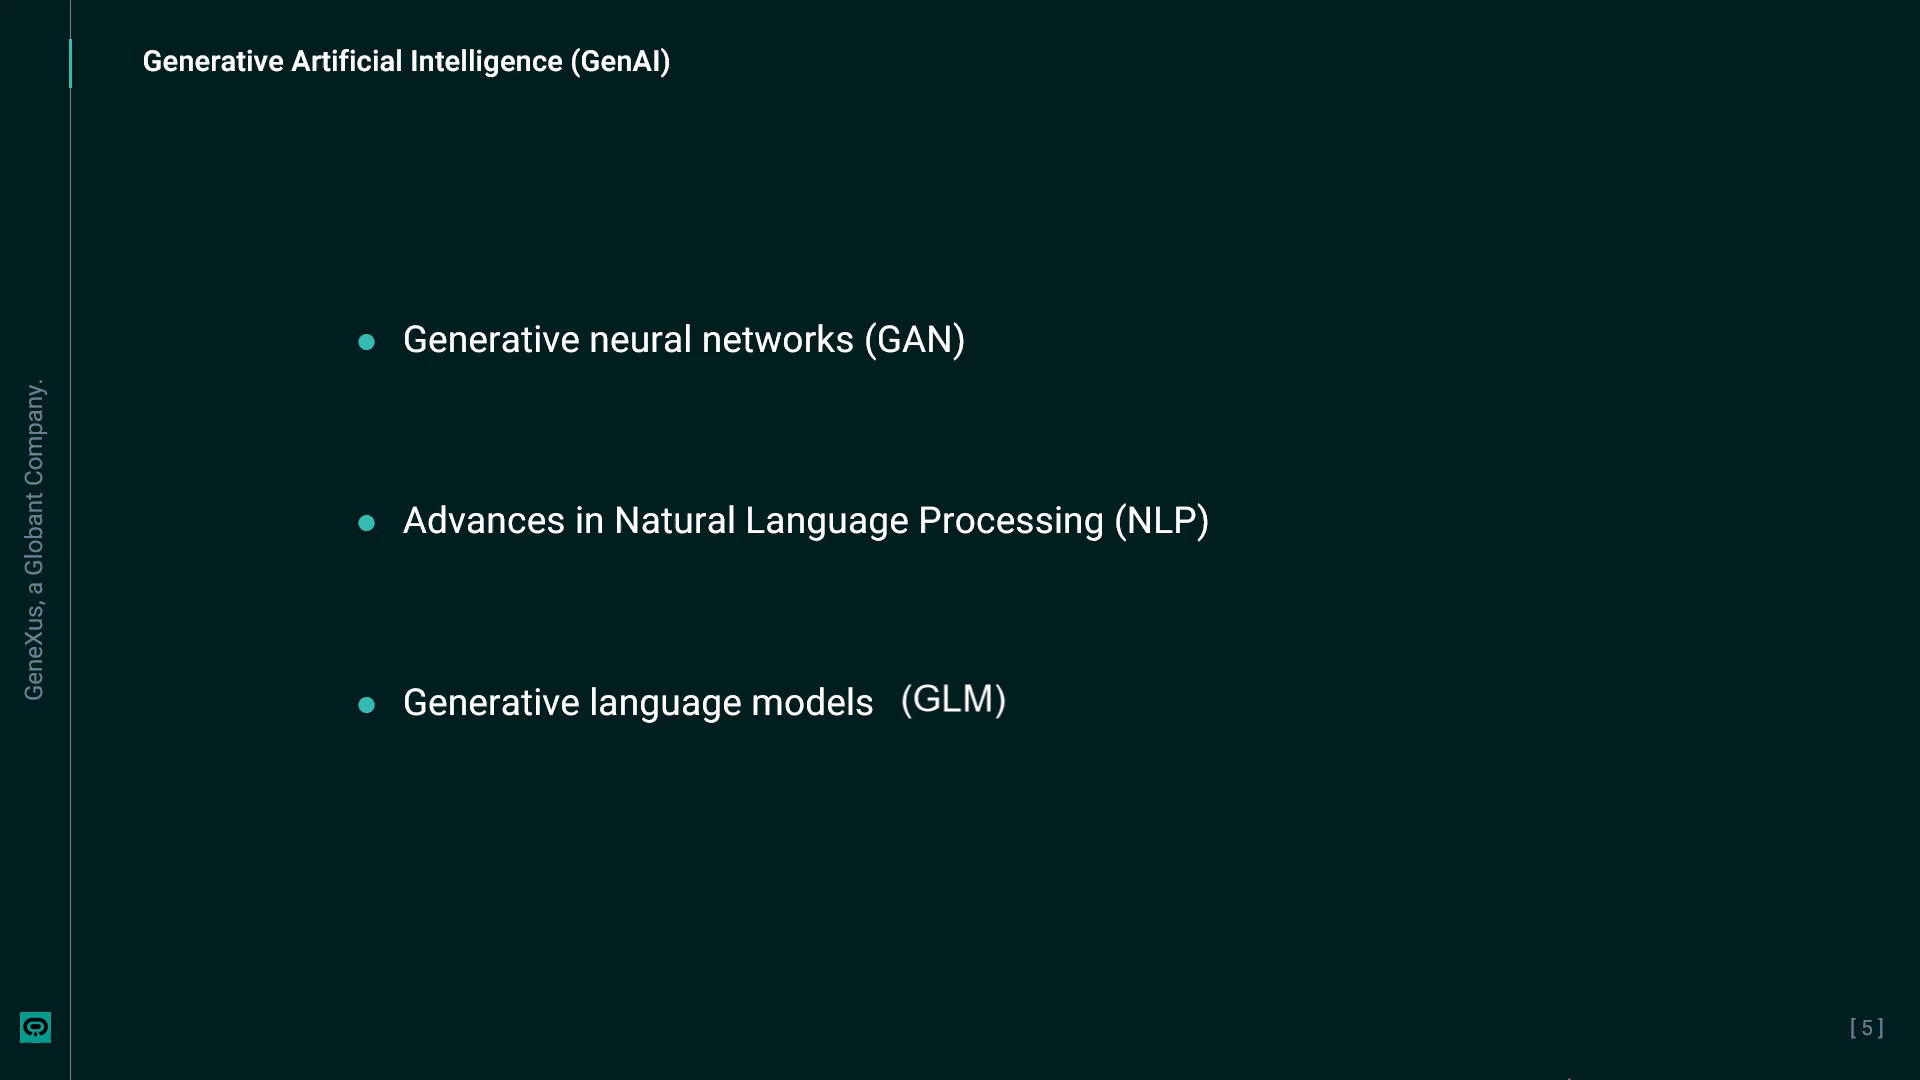 Generative Artificial Intelligence (GenAI)
Generative neural networks (GAN)
Advances in Natural Language Processing (NLP)
Generative language models (GLM)
GeneXus, a Globant Company.
[ 5 ]